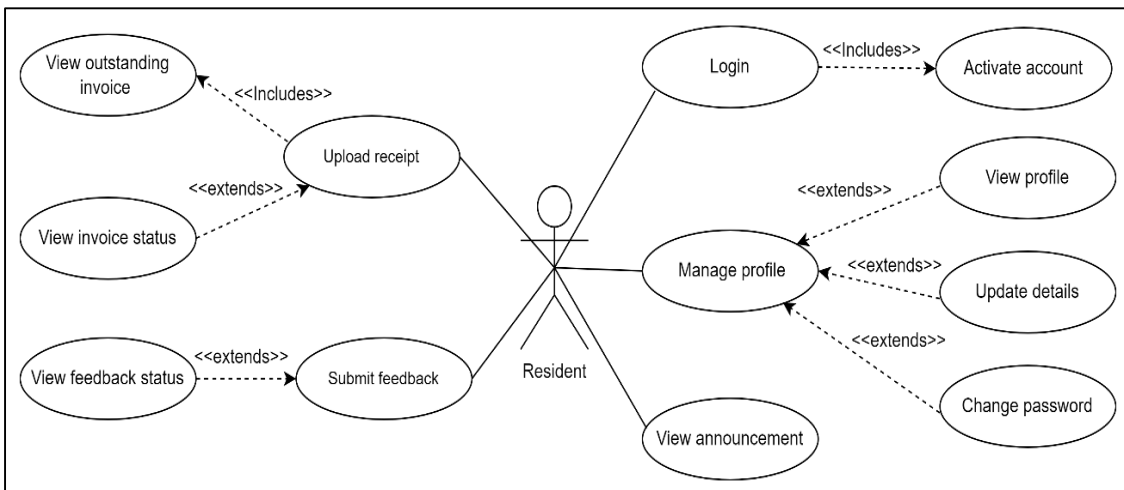 View outstanding
invoice
<<Includes>>
Upload receipt
<<extends>>
View invoice status
<<extends>>
View feedback status
Submit feedback
Resident
Login
<<Includes>>
Activate account
<<extends>>
View profile
Manage profile
<<extends>>
Update details
<<extends>>
Change password
View announcement